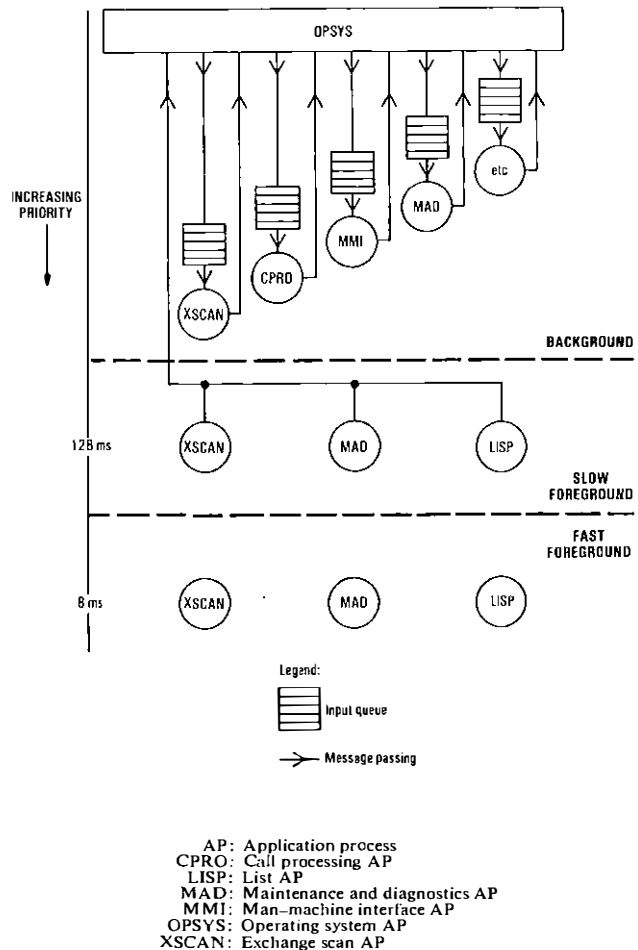 OPSYS
INCREASING
PRIORITY
etc
MAD
MMI
CPRO
XSCAN
BACKGROUND
128 ms
XSCAN
MAD
LISP
SLOW
FOREGROUND
FAST
FOREGROUND
8 ms
XSCAN
MAD
LISP
Legend:
Input queue
Message passing
AP: Application process
CPRO: Call processing AP
LISP: List AP
MAD: Maintenance and diagnostics AP
MMI: Man–machine interface AP
OPSYS: Operating system AP
XSCAN: Exchange scan AP